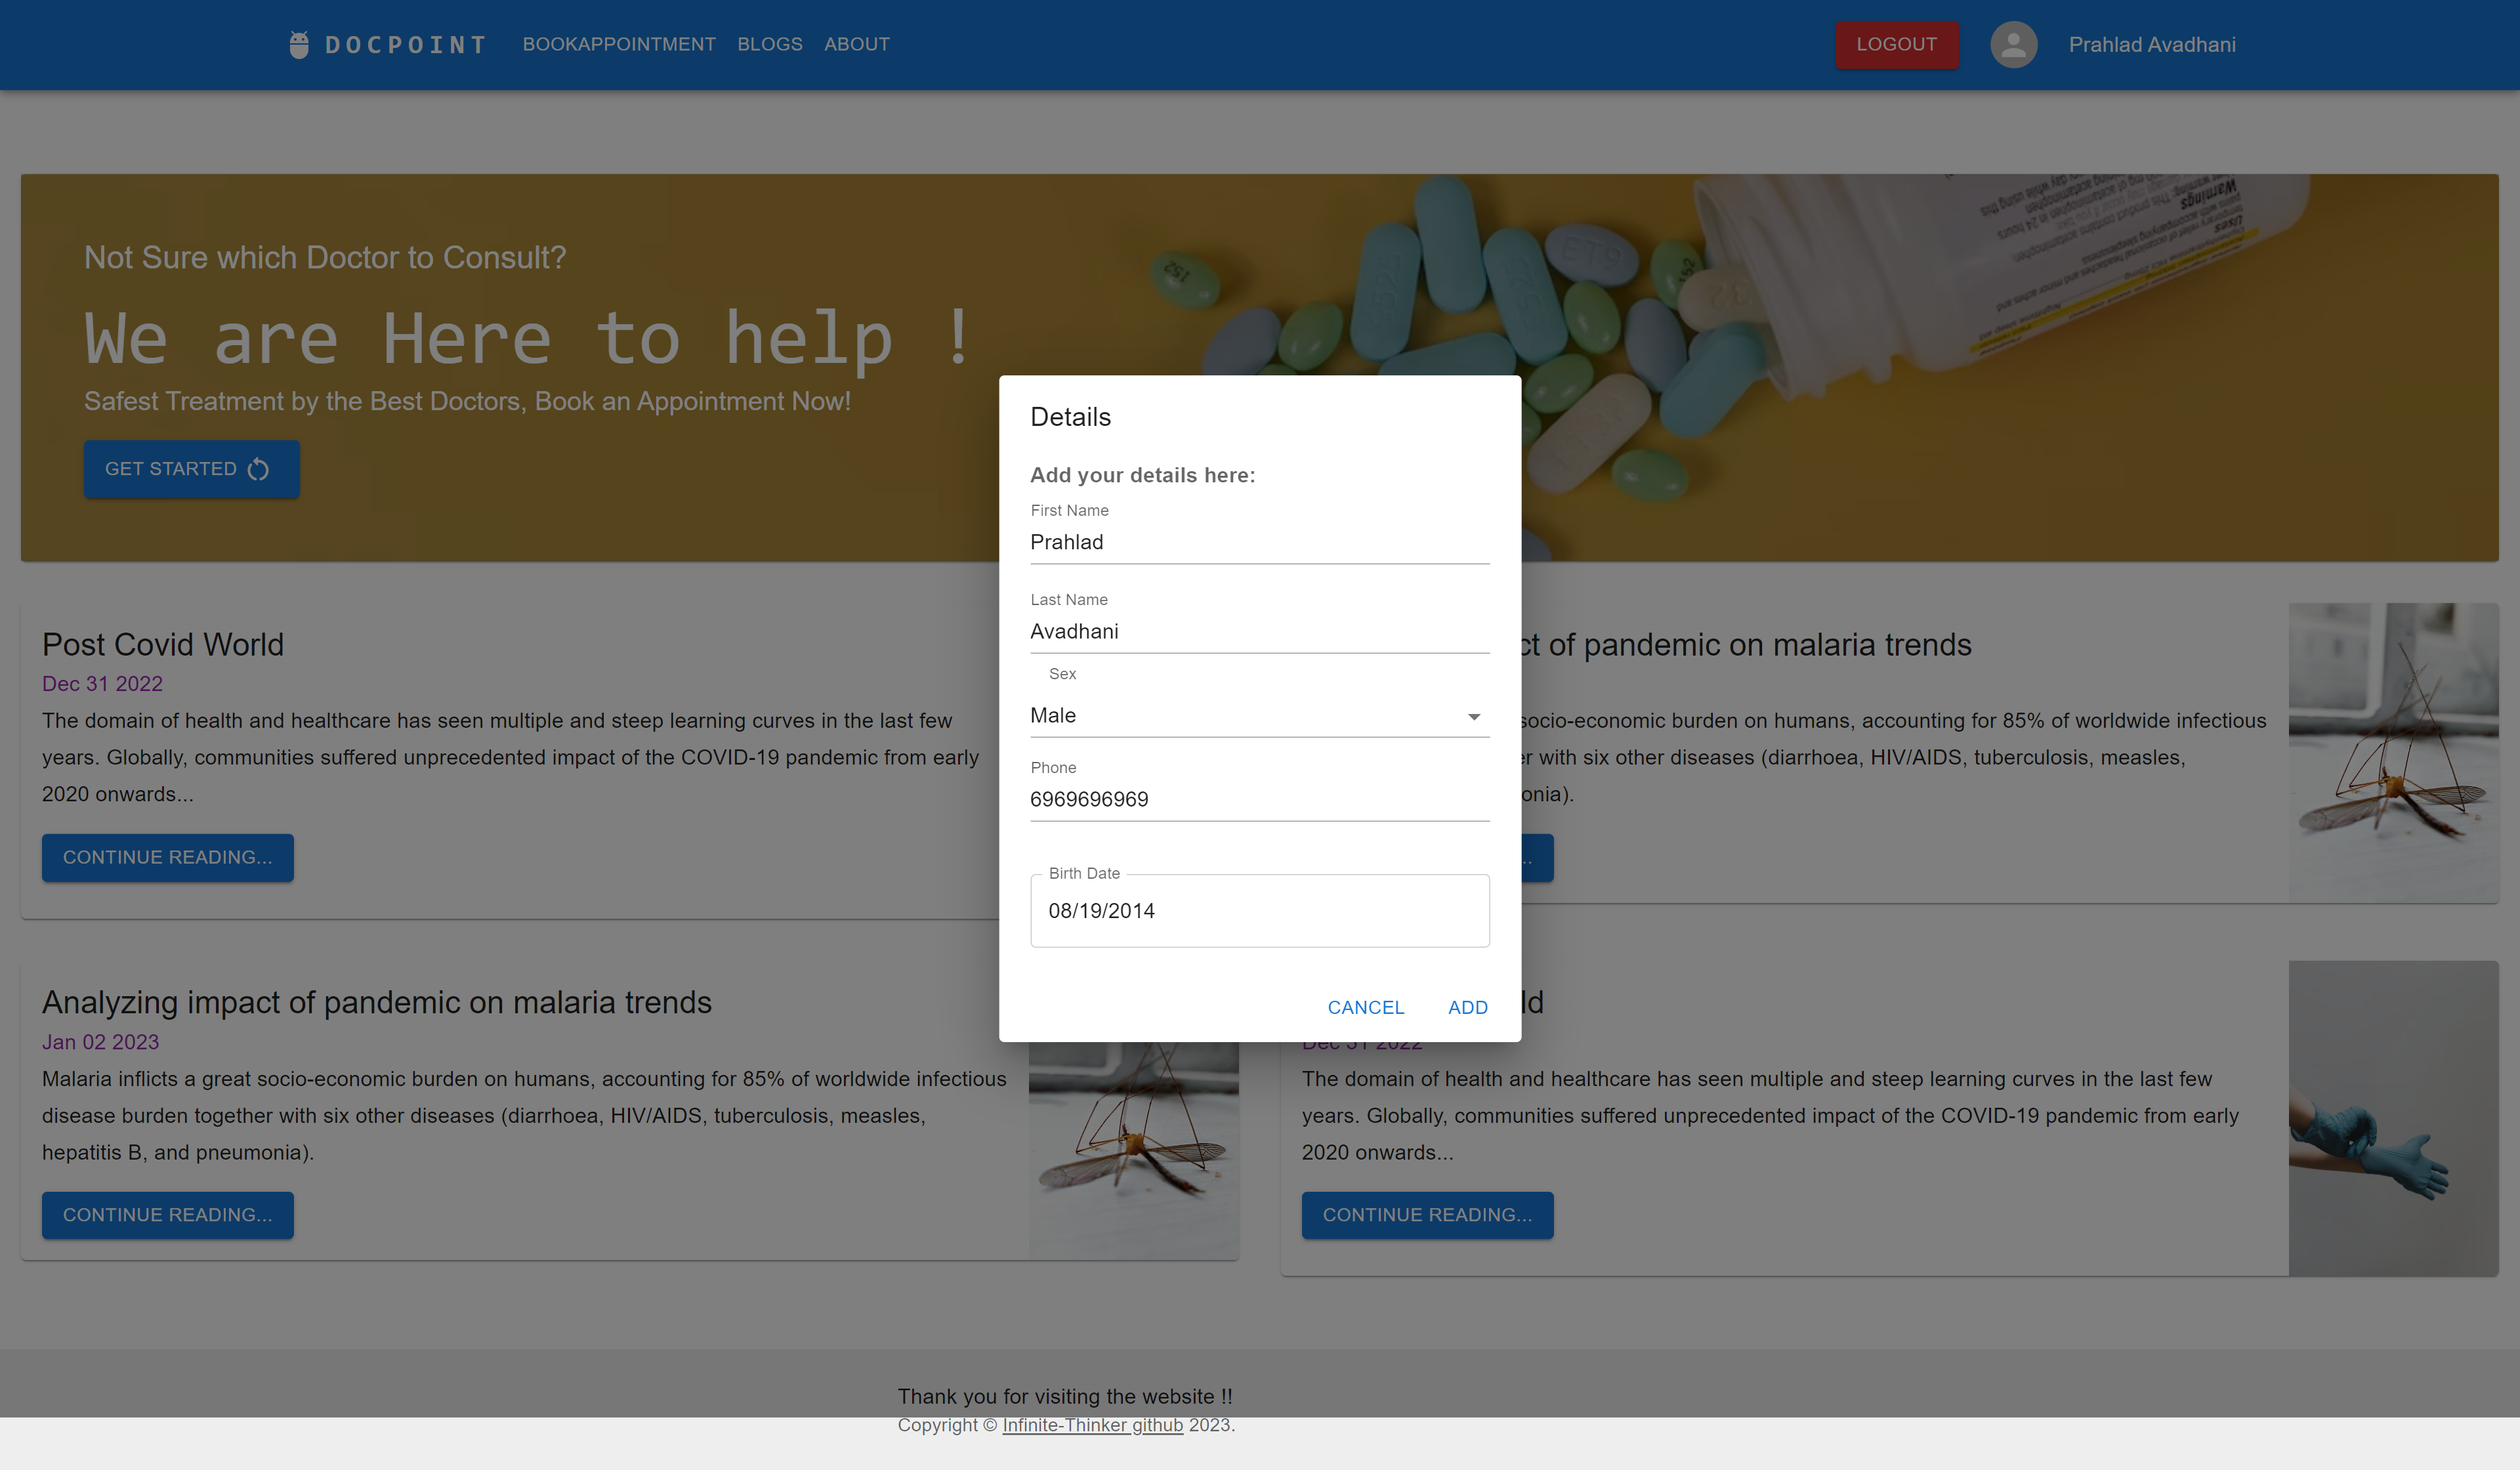 DOCPOINT
BOOKAPPOINTMENT
BLOGS
ABOUT
LOGOUT
Prahlad Avadhani
Not Sure which Doctor to Consult?
We are Here to help !
Safest Treatment by the Best Doctors, Book an Appointment Now!
GET STARTED
152
ET9
152
Warnings
Uses
Details
Add your details here:
First Name
Prahlad
Last Name
Avadhani
Sex
Male
Phone
6969696969
Birth Date
08/19/2014
CANCEL
ADD
Post Covid World
Dec 31 2022
The domain of health and healthcare has seen multiple and steep learning curves in the last few
years. Globally, communities suffered unprecedented impact of the COVID-19 pandemic from early
2020 onwards...
CONTINUE READING...
of pandemic on malaria trends
socio-economic burden on humans, accounting for 85% of worldwide infectious
with six other diseases (diarrhoea, HIV/AIDS, tuberculosis, measles,
Analyzing impact of pandemic on malaria trends
Jan 02 2023
Malaria inflicts a great socio-economic burden on humans, accounting for 85% of worldwide infectious
disease burden together with six other diseases (diarrhoea, HIV/AIDS, tuberculosis, measles,
hepatitis B, and pneumonia).
CONTINUE READING...
Dec 31 2022
The domain of health and healthcare has seen multiple and steep learning curves in the last few
years. Globally, communities suffered unprecedented impact of the COVID-19 pandemic from early
2020 onwards...
CONTINUE READING...
Thank you for visiting the website !!
Copyright © Infinite-Thinker github 2023.